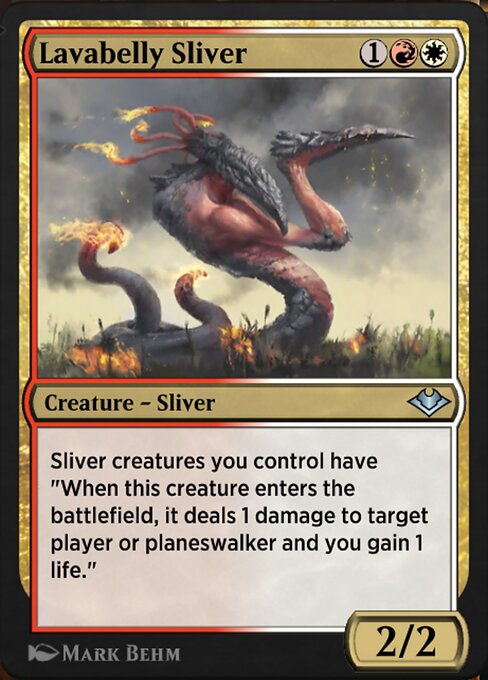 Lavabelly Sliver 1
Creature – Sliver
Sliver creatures you control have
"When this creature enters the
battlefield, it deals 1 damage to target
player or planeswalker and you gain 1
life."
2/2
Mark Behm